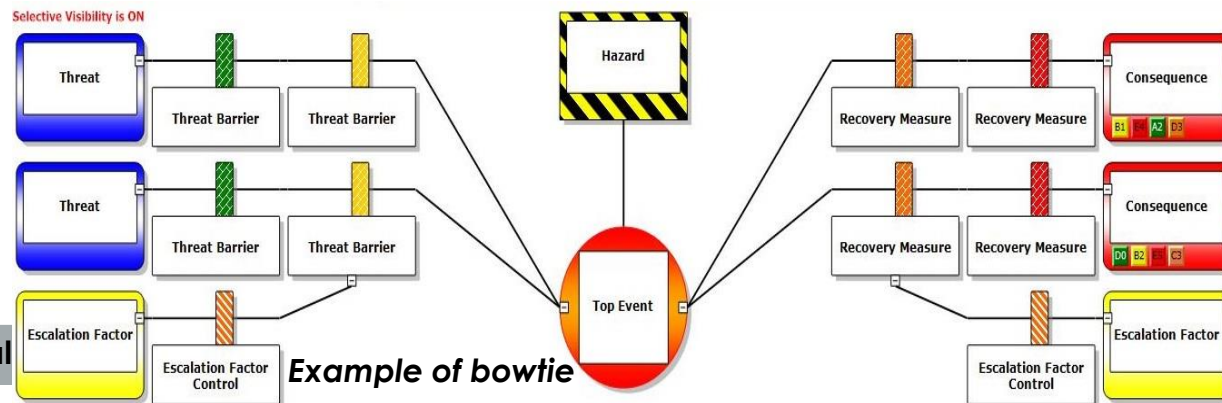 Selective Visibility is ON
Threat
Threat Barrier
Threat Barrier
Hazard
Recovery Measure
Recovery Measure
Consequence
B1 E4 A2 D3
Threat
Threat Barrier
Threat Barrier
Top Event
Recovery Measure
Recovery Measure
Consequence
D0 B2 E5 C3
Escalation Factor
Escalation Factor
Control
Example of bowtie
Escalation Factor
Control
Escalation Factor